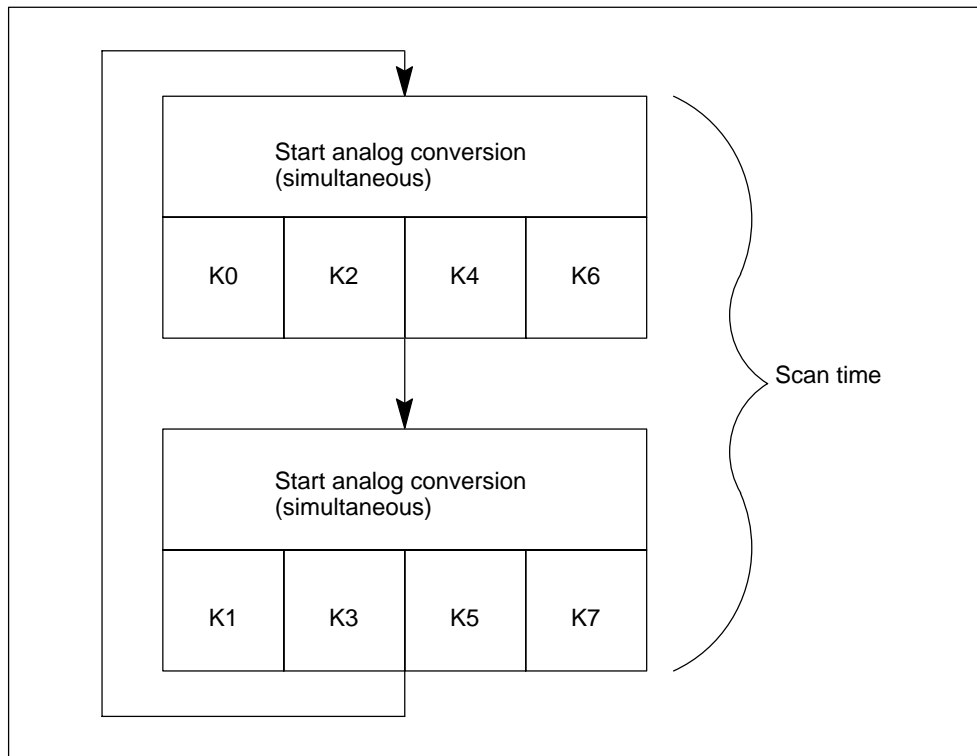 Start analog conversion
(simultaneous)
K0 K2 K4 K6
Scan time
Start analog conversion
(simultaneous)
K1 K3 K5 K7